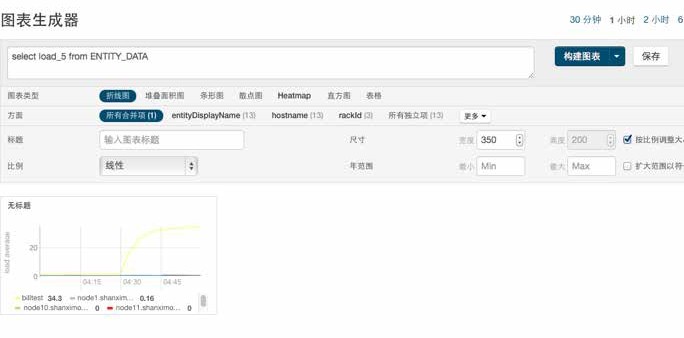 图表生成器
30 分钟 1 小时 2 小时 6
select load_5 from ENTITY_DATA
构建图表 保存
图表类型 折线图 堆叠面积图 条形图 散点图 Heatmap 直方图 表格
方面 所有合并项 (1) entityDisplayName (13) hostname (13) rackId (3) 所有独立项 (13) 更多
标题 输入图表标题 尺寸 宽度 350 高度 200 按比例调整大
比例 线性 年范围 最小 Min 最大 Max 扩大范围以符
无标题
load average
20
0
04:15 04:30 04:45
billtest 34.3 node1.shanxim... 0.16
node10.shanximo... 0 node11.shanximo... 0